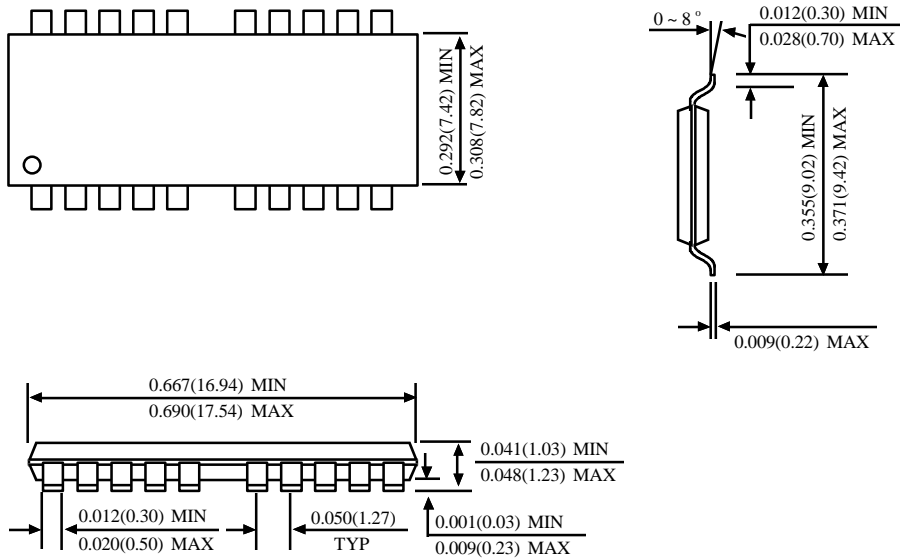 0.292(7.42) MIN
0.308(7.82) MAX
0 ~ 8 °
0.012(0.30) MIN
0.028(0.70) MAX
0.355(9.02) MIN
0.371(9.42) MAX
0.009(0.22) MAX
0.667(16.94) MIN
0.690(17.54) MAX
0.041(1.03) MIN
0.048(1.23) MAX
0.012(0.30) MIN
0.020(0.50) MAX
0.050(1.27)
TYP
0.001(0.03) MIN
0.009(0.23) MAX